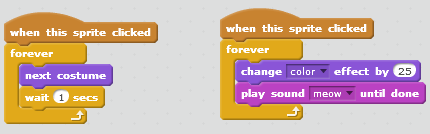 when this sprite clicked
forever
next costume
wait 1 secs
when this sprite clicked
forever
change color effect by 25
play sound meow until done